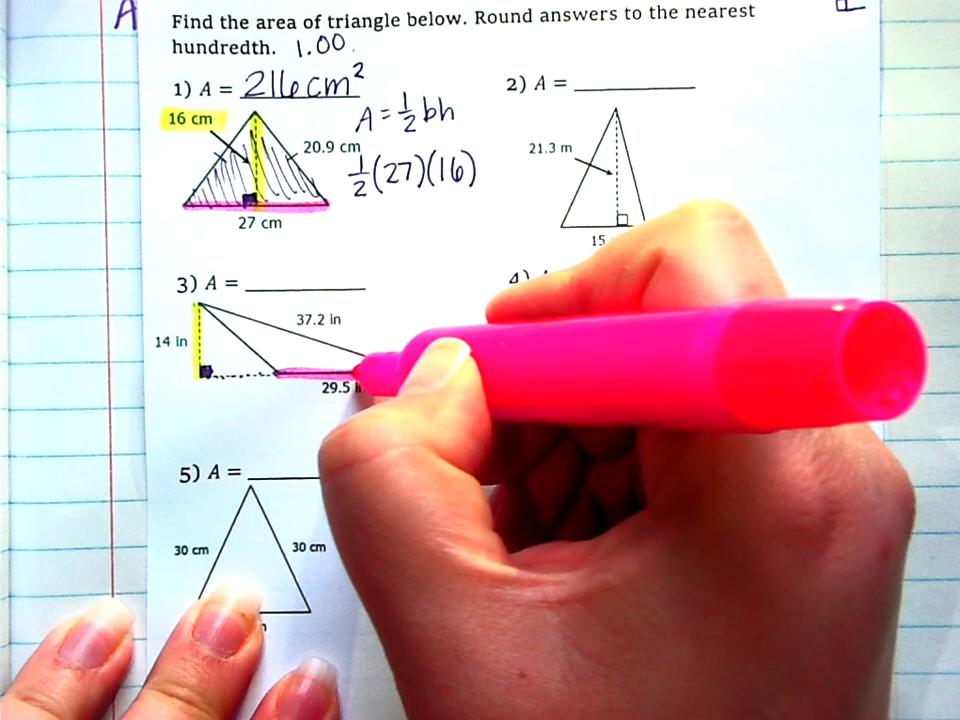 A
Find the area of triangle below. Round answers to the nearest
hundredth. 1.00.
1) A = 216 cm²
2) A =
16 cm
A = ½ bh
20.9 cm
½(27)(16)
27 cm
21.3 m
15
3) A =
37.2 in
14 in
29.5
5) A =
30 cm
30 cm